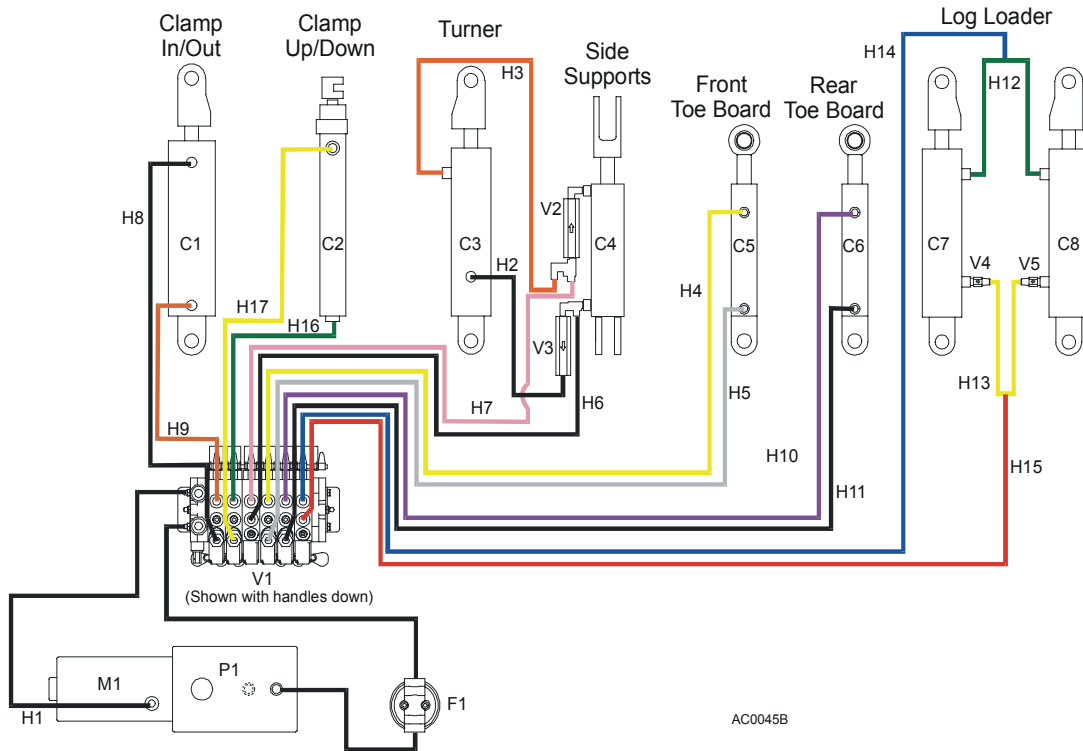 Clamp
In/Out
Clamp
Up/Down
Turner
Side
Supports
Front
Toe Board
Rear
Toe Board
Log Loader
H14
H3
H12
H8
C1
C2
C3
V2
C4
C5
C6
C7
C8
H2
H4
V4
V5
H17
H16
V3
H9
H7
H6
H5
H13
H10
H11
H15
V1
(Shown with handles down)
M1
P1
F1
H1
AC0045B